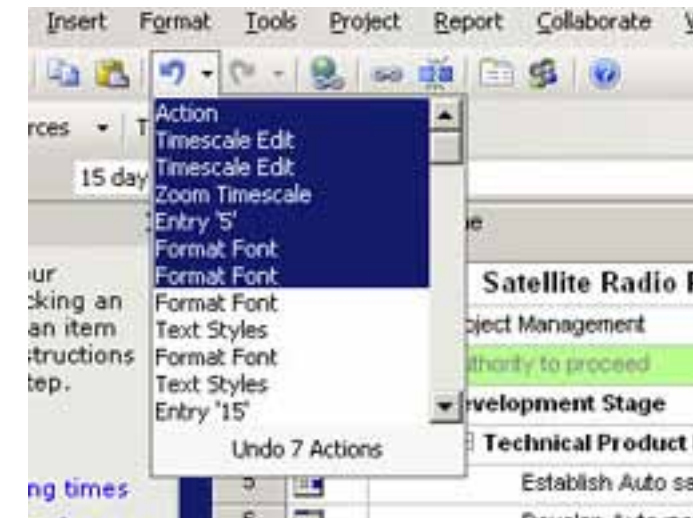 Insert Format Tools Project Report Collaborate
rces T
15 day
Action
Timescale Edit
Timescale Edit
Zoom Timescale
Entry '5'
Format Font
Format Font
Format Font
Text Styles
Format Font
Text Styles
Entry '15'
Undo 7 Actions
ur
cking an
an item
structions
tep.
ng times
e
Satellite Radio
oject Management
thority to proceed
velopment Stage
Technical Product
5 Establish Auto sa